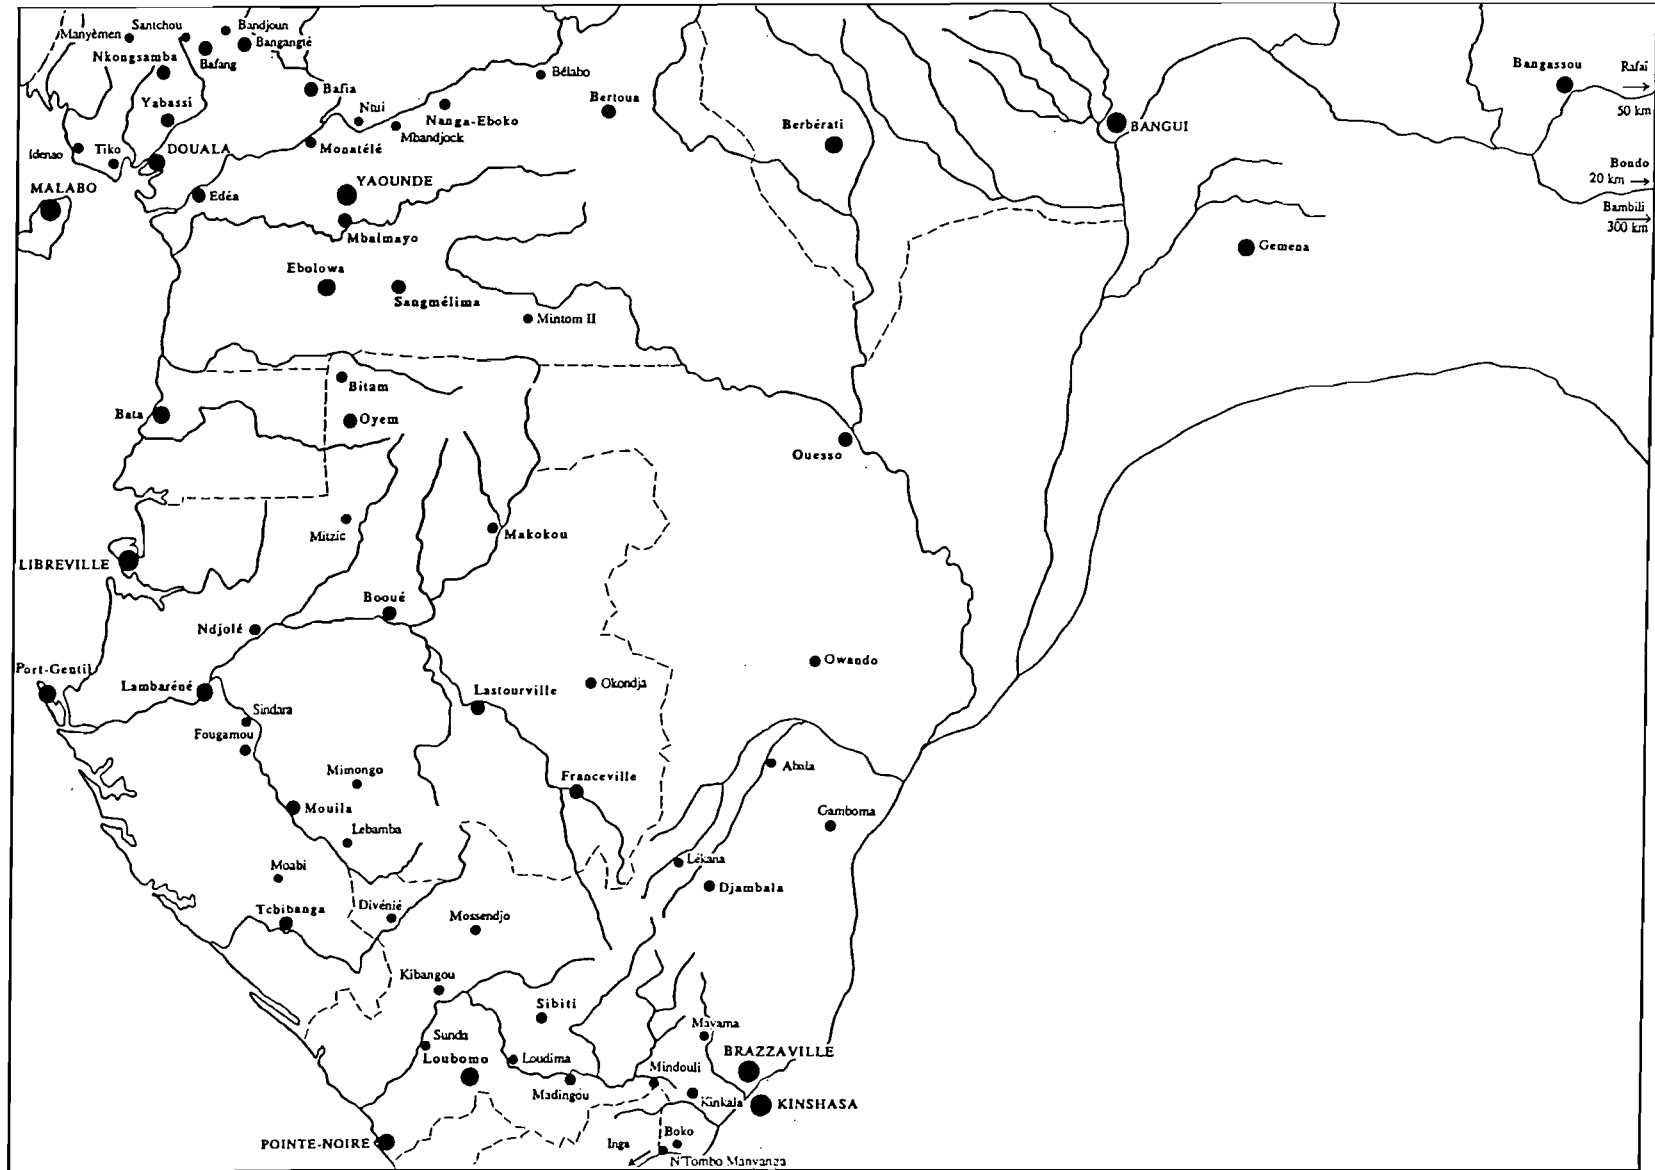 Manyèmen
Santchou
Bandjoun
Bangangté
Bafang
Nkongsamba
Bafia
Bélabo
Bangassou
Rafaï
50 km
Yabassi
Ntui
Nanga-Eboko
Bertoua
Mbandjock
Berbérati
BANGUI
Idenao
Tiko
DOUALA
Monatélé
Bondo
20 km
MALABO
Edéa
YAOUNDE
Mbalmayo
Bambili
300 km
Gemena
Ebolowa
Sangmélima
Mintom II
Bitam
Bata
Oyem
Ouesso
Mitzic
Makokou
LIBREVILLE
Booué
Ndjolé
Port-Gentil
Lambaréné
Owando
Okondja
Lastourville
Sindara
Fougamou
Mimongo
Franceville
Abala
Mouila
Gamboma
Lebamba
Lékana
Moabi
Djambala
Tchibanga
Divénié
Mossendjo
Kibangou
Sibiti
Sunda
Mayama
Loubomo
Loudima
BRAZZAVILLE
Mindouli
Madingou
Kinkala
KINSHASA
POINTE-NOIRE
Inga
Boko
N'Tombo Manyanga